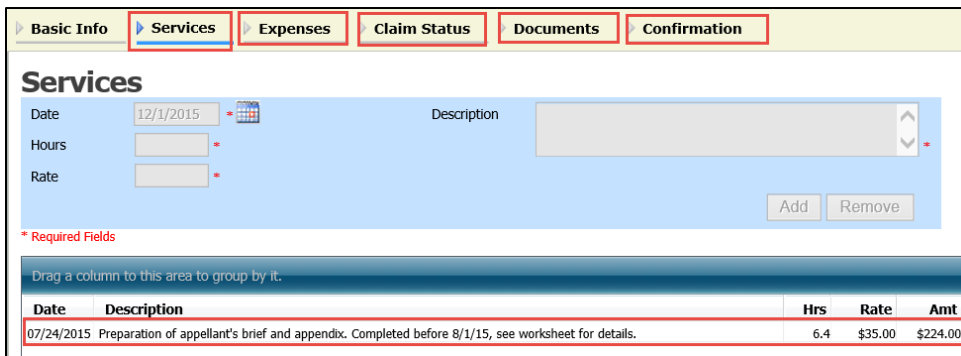 Basic Info Services Expenses Claim Status Documents Confirmation
Services
Date 12/1/2015 * Description
Hours * *
Rate *
Add Remove
* Required Fields
Drag a column to this area to group by it.
Date Description Hrs Rate Amt
07/24/2015 Preparation of appellant's brief and appendix. Completed before 8/1/15, see worksheet for details. 6.4 $35.00 $224.00